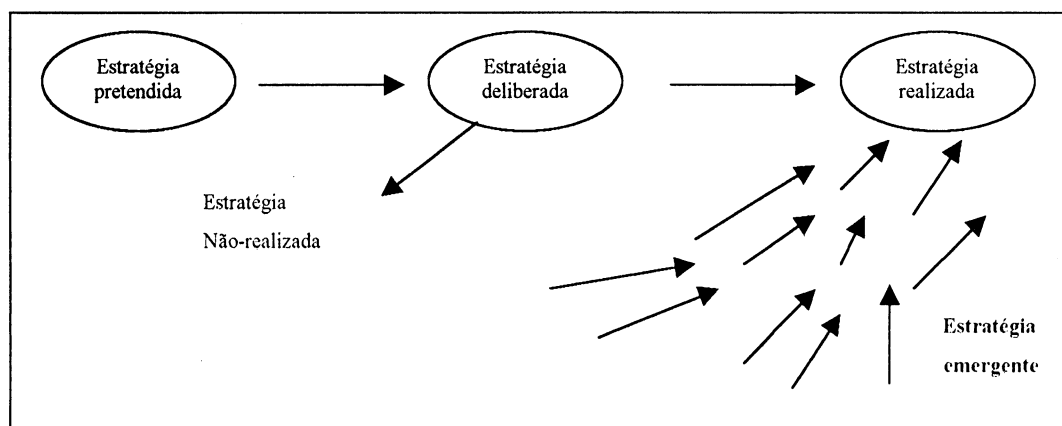 Estratégia
pretendida
Estratégia
deliberada
Estratégia
realizada
Estratégia
Não-realizada
Estratégia
emergente